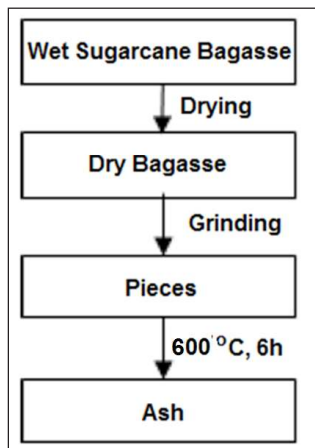 Wet Sugarcane Bagasse
Drying
Dry Bagasse
Grinding
Pieces
600 °C, 6h
Ash